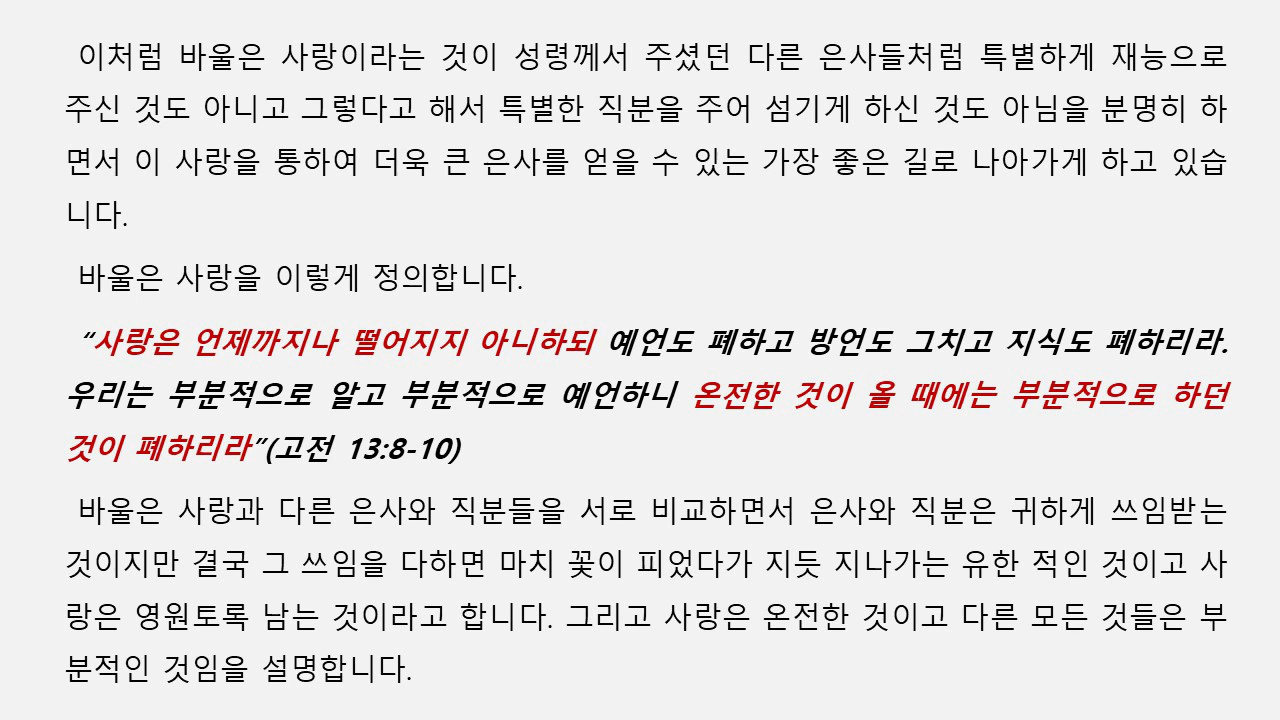 이처럼 바울은 사랑이라는 것이 성령께서 주셨던 다른 은사들처럼 특별하게 재능으로
주신 것도 아니고 그렇다고 해서 특별한 직분을 주어 섬기게 하신 것도 아님을 분명히 하
면서 이 사랑을 통하여 더욱 큰 은사를 얻을 수 있는 가장 좋은 길로 나아가게 하고 있습
니다.
바울은 사랑을 이렇게 정의합니다.
“사랑은 언제까지나 떨어지지 아니하되 예언도 폐하고 방언도 그치고 지식도 폐하리라.
우리는 부분적으로 알고 부분적으로 예언하니 온전한 것이 올 때에는 부분적으로 하던
것이 폐하리라”(고전 13:8-10)
바울은 사랑과 다른 은사와 직분들을 서로 비교하면서 은사와 직분은 귀하게 쓰임받는
것이지만 결국 그 쓰임을 다하면 마치 꽃이 피었다가 지듯 지나가는 유한 적인 것이고 사
랑은 영원토록 남는 것이라고 합니다. 그리고 사랑은 온전한 것이고 다른 모든 것들은 부
분적인 것임을 설명합니다.